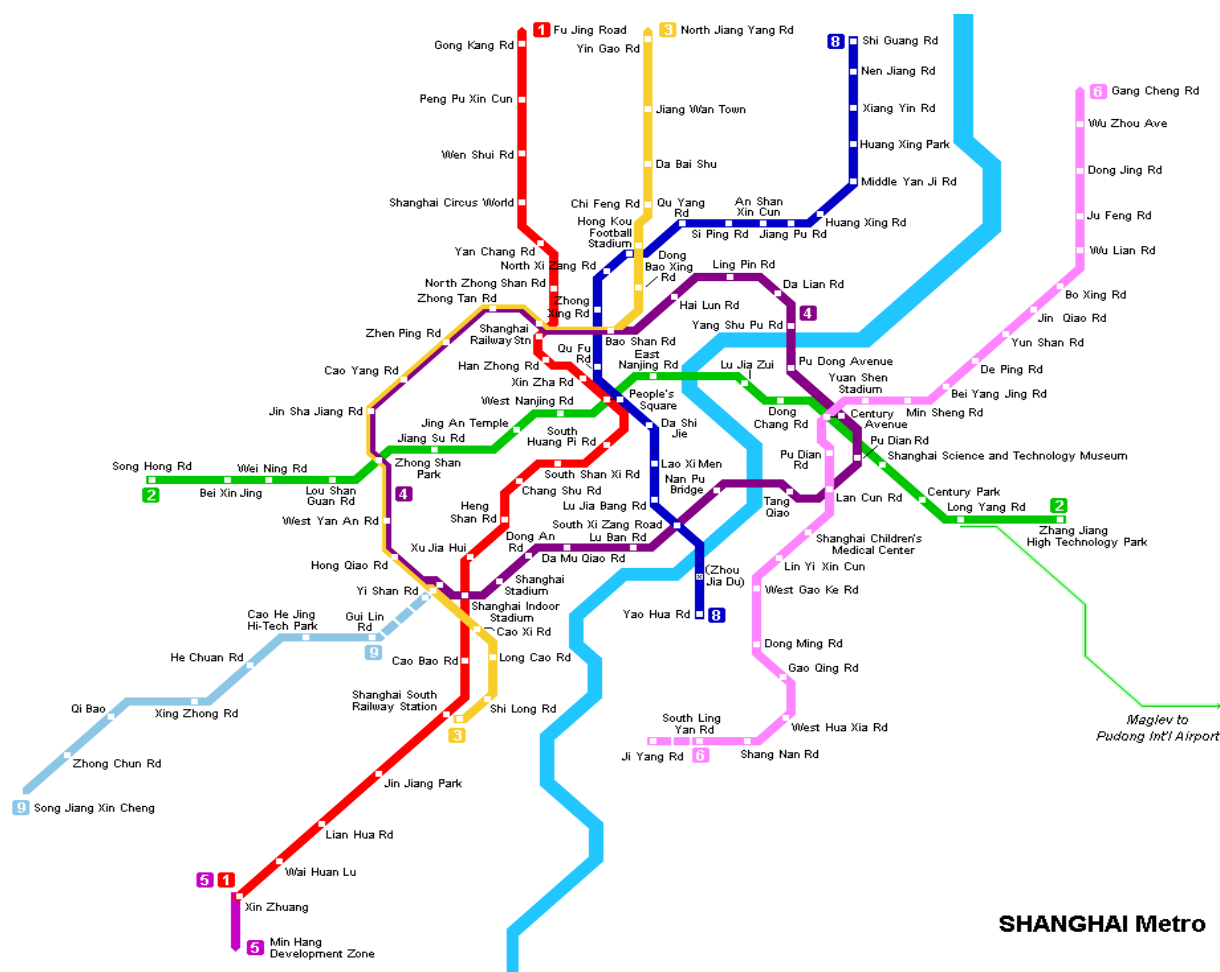 1 Fu Jing Road
3 North Jiang Yang Rd
Gong Kang Rd
Yin Gao Rd
8 Shi Guang Rd
Nen Jiang Rd
6 Gang Cheng Rd
Peng Pu Xin Cun
Jiang Wan Town
Xiang Yin Rd
Wu Zhou Ave
Huang Xing Park
Wen Shui Rd
Da Bai Shu
Dong Jing Rd
Middle Yan Ji Rd
Shanghai Circus World
Chi Feng Rd
Qu Yang
Rd
An Shan
Xin Cun
Ju Feng Rd
Hong Kou
Football
Stadium
Si Ping Rd
Jiang Pu Rd
Huang Xing Rd
Yan Chang Rd
Wu Lian Rd
North Xi Zang Rd
Dong
Bao Xing
Rd
Ling Pin Rd
North Zhong Shan Rd
Da Lian Rd
Zhong Tan Rd
Zhong
Xing Rd
Hai Lun Rd
4
Bo Xing Rd
Jin Qiao Rd
Zhen Ping Rd
Shanghai
Railway Stn
Bao Shan Rd
Yang Shu Pu Rd
Yun Shan Rd
Qu Fu
Rd
East
Nanjing Rd
Lu Jia Zui
Pu Dong Avenue
De Ping Rd
Han Zhong Rd
Cao Yang Rd
Xin Zha Rd
Yuan Shen
Stadium
Bei Yang Jing Rd
West Nanjing Rd
People's
Square
Jin Sha Jiang Rd
Jing An Temple
Da Shi
Jie
Dong
Chang Rd
Century
Avenue
Min Sheng Rd
Jiang Su Rd
South
Huang Pi Rd
Pu Dian Rd
Song Hong Rd
2
Wei Ning Rd
Zhong Shan
Park
Lao Xi Men
Pu Dian
Rd
Shanghai Science and Technology Museum
Bei Xin Jing
Lou Shan
Guan Rd
4
South Shan Xi Rd
Chang Shu Rd
Nan Pu
Bridge
Tang
Qiao
Lan Cun Rd
Century Park
Lu Jia Bang Rd
Long Yang Rd
2
West Yan An Rd
Heng
Shan Rd
South Xi Zang Road
Zhang Jiang
High Technology Park
Xu Jia Hui
Dong An
Rd
Lu Ban Rd
Shanghai Children's
Medical Center
Hong Qiao Rd
Da Mu Qiao Rd
Lin Yi Xin Cun
Yi Shan Rd
Shanghai
Stadium
(Zhou
Jia Du)
West Gao Ke Rd
Cao He Jing
Hi-Tech Park
Gui Lin
Rd
Shanghai Indoor
Stadium
Yao Hua Rd
8
9
Cao Xi Rd
Dong Ming Rd
He Chuan Rd
Cao Bao Rd
Long Cao Rd
Gao Qing Rd
Qi Bao
Xing Zhong Rd
Shanghai South
Railway Station
Shi Long Rd
3
South Ling
Yan Rd
West Hua Xia Rd
Maglev to
Pudong Int'l Airport
Zhong Chun Rd
Ji Yang Rd
6
Shang Nan Rd
Jin Jiang Park
9 Song Jiang Xin Cheng
Lian Hua Rd
Wai Huan Lu
5 1
Xin Zhuang
5
Min Hang
Development Zone
SHANGHAI Metro